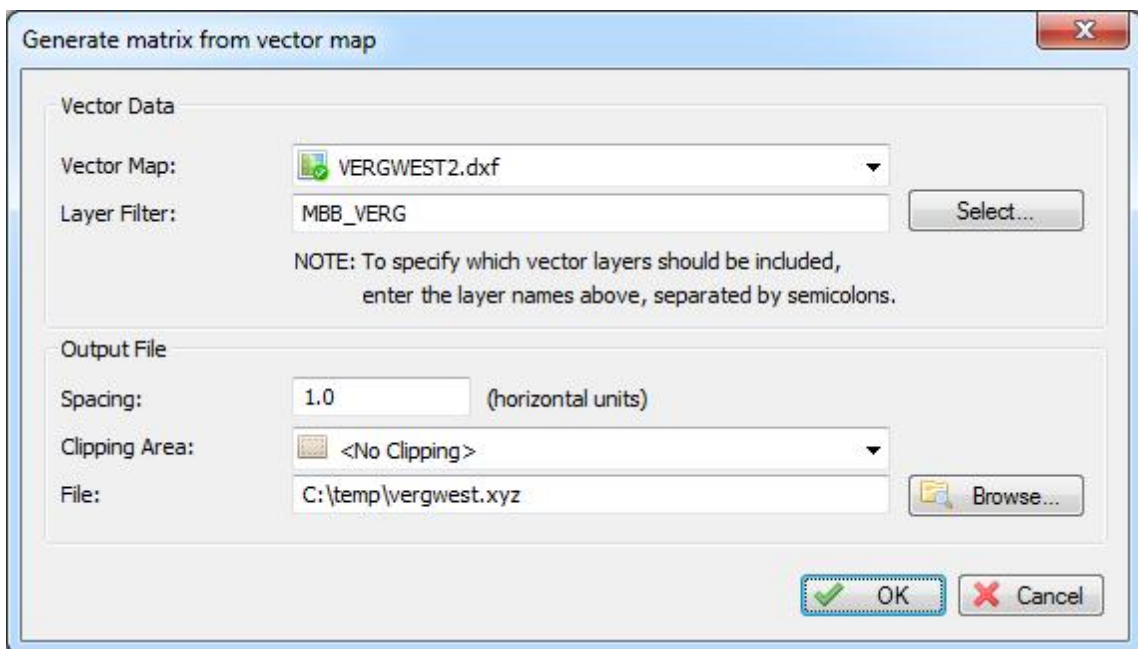 Generate matrix from vector map
Vector Data
Vector Map: VERGWEST2.dxf
Layer Filter: MBB_VERG Select...
NOTE: To specify which vector layers should be included,
enter the layer names above, separated by semicolons.
Output File
Spacing: 1.0 (horizontal units)
Clipping Area: <No Clipping>
File: C:\temp\vergwest.xyz Browse...
OK Cancel